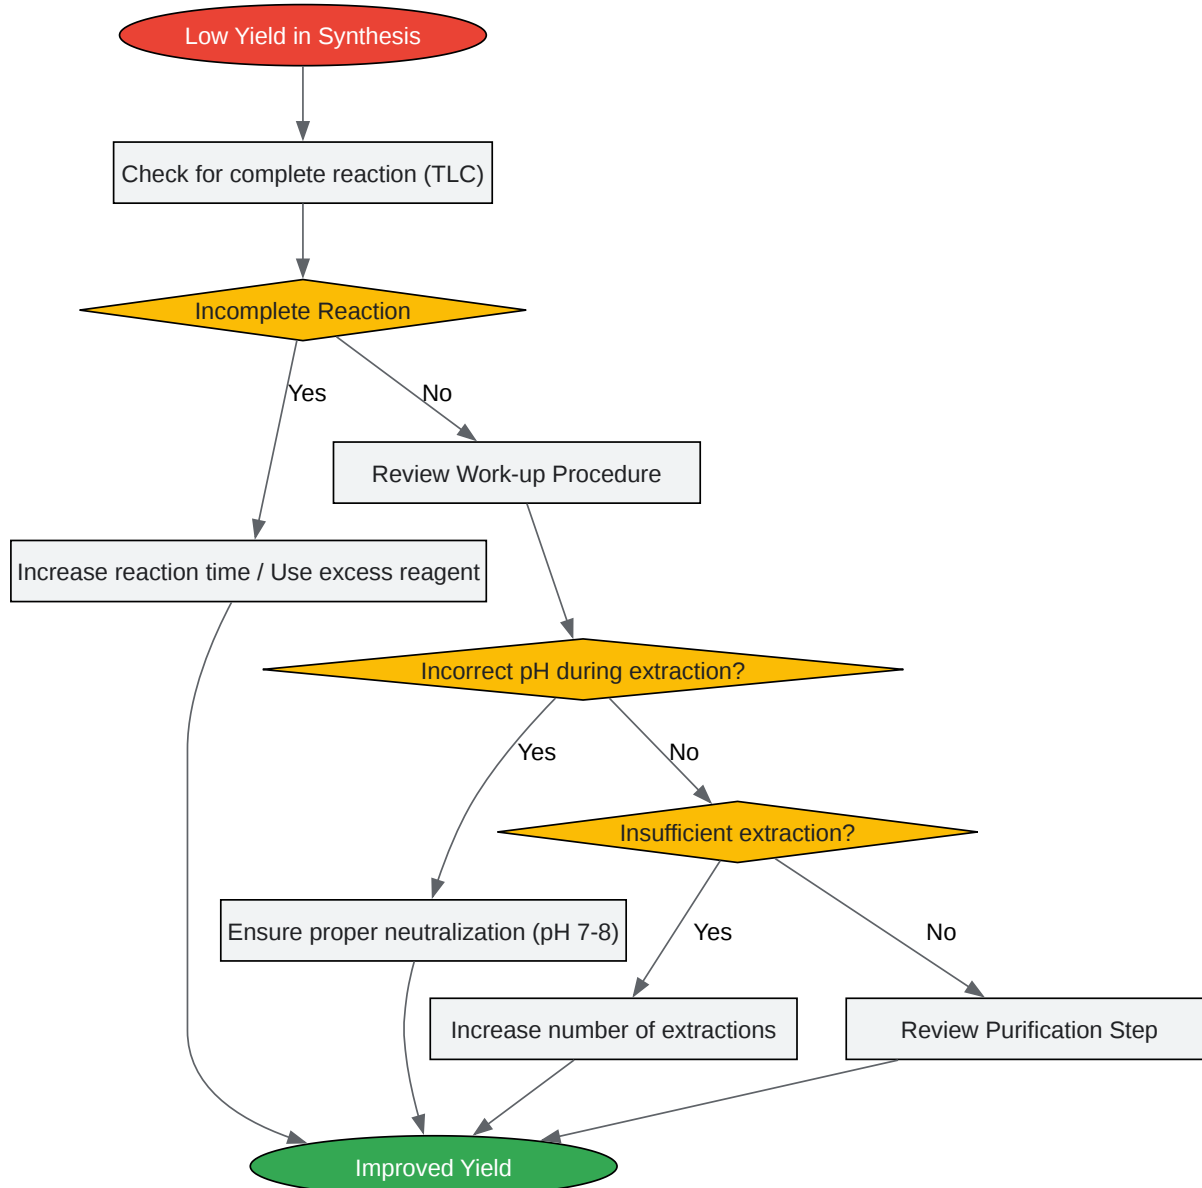 Low Yield in Synthesis
Check for complete reaction (TLC)
Incomplete Reaction
Yes
No
Review Work-up Procedure
Increase reaction time / Use excess reagent
Incorrect pH during extraction?
Yes
No
Insufficient extraction?
Ensure proper neutralization (pH 7-8)
Yes
No
Increase number of extractions
Review Purification Step
Improved Yield